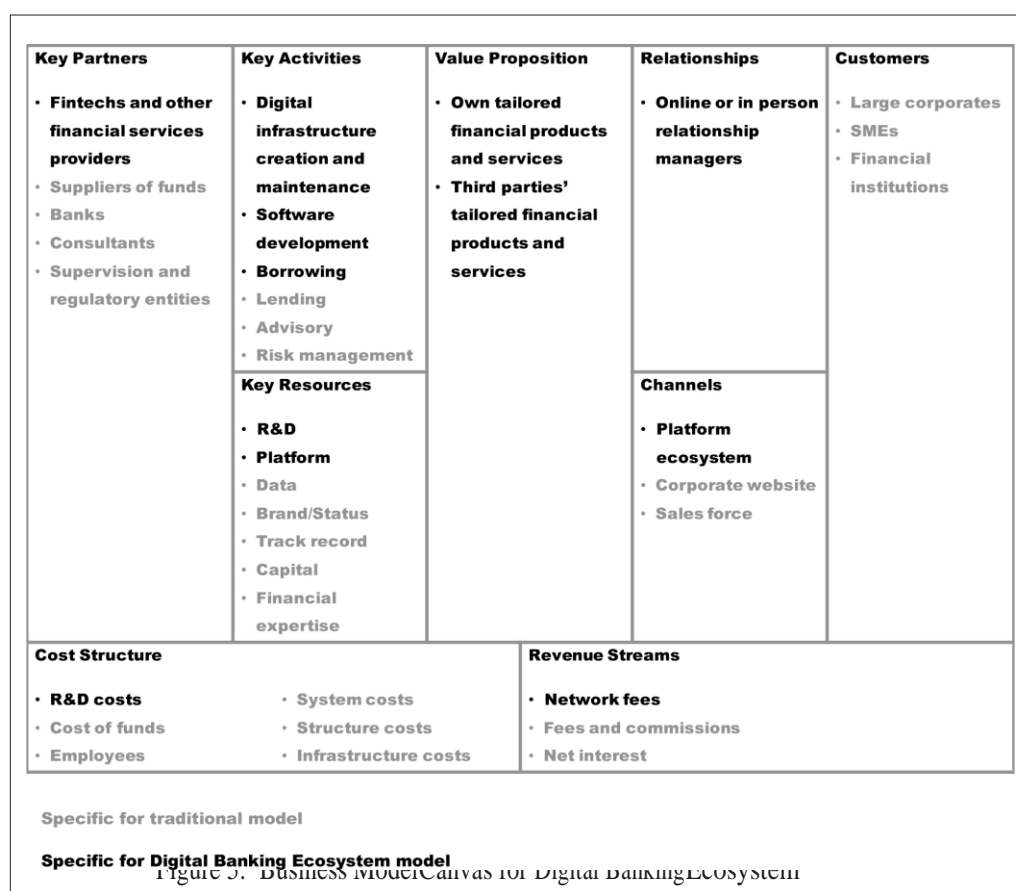 Key Partners
• Fintechs and other
financial services
providers
• Suppliers of funds
• Banks
• Consultants
• Supervision and
regulatory entities
Key Activities
• Digital
infrastructure
creation and
maintenance
• Software
development
• Borrowing
• Lending
• Advisory
• Risk management
Key Resources
• R&D
• Platform
• Data
• Brand/Status
• Track record
• Capital
• Financial
expertise
Value Proposition
• Own tailored
financial products
and services
• Third parties’
tailored financial
products and
services
Relationships
• Online or in person
relationship
managers
Channels
• Platform
ecosystem
• Corporate website
• Sales force
Customers
• Large corporates
• SMEs
• Financial
institutions
Cost Structure
• R&D costs
• Cost of funds
• Employees
• System costs
• Structure costs
• Infrastructure costs
Revenue Streams
• Network fees
• Fees and commissions
• Net interest
Specific for traditional model
Specific for Digital Banking Ecosystem model
Figure 5. Business ModelCanvas for Digital BankingEcosystem